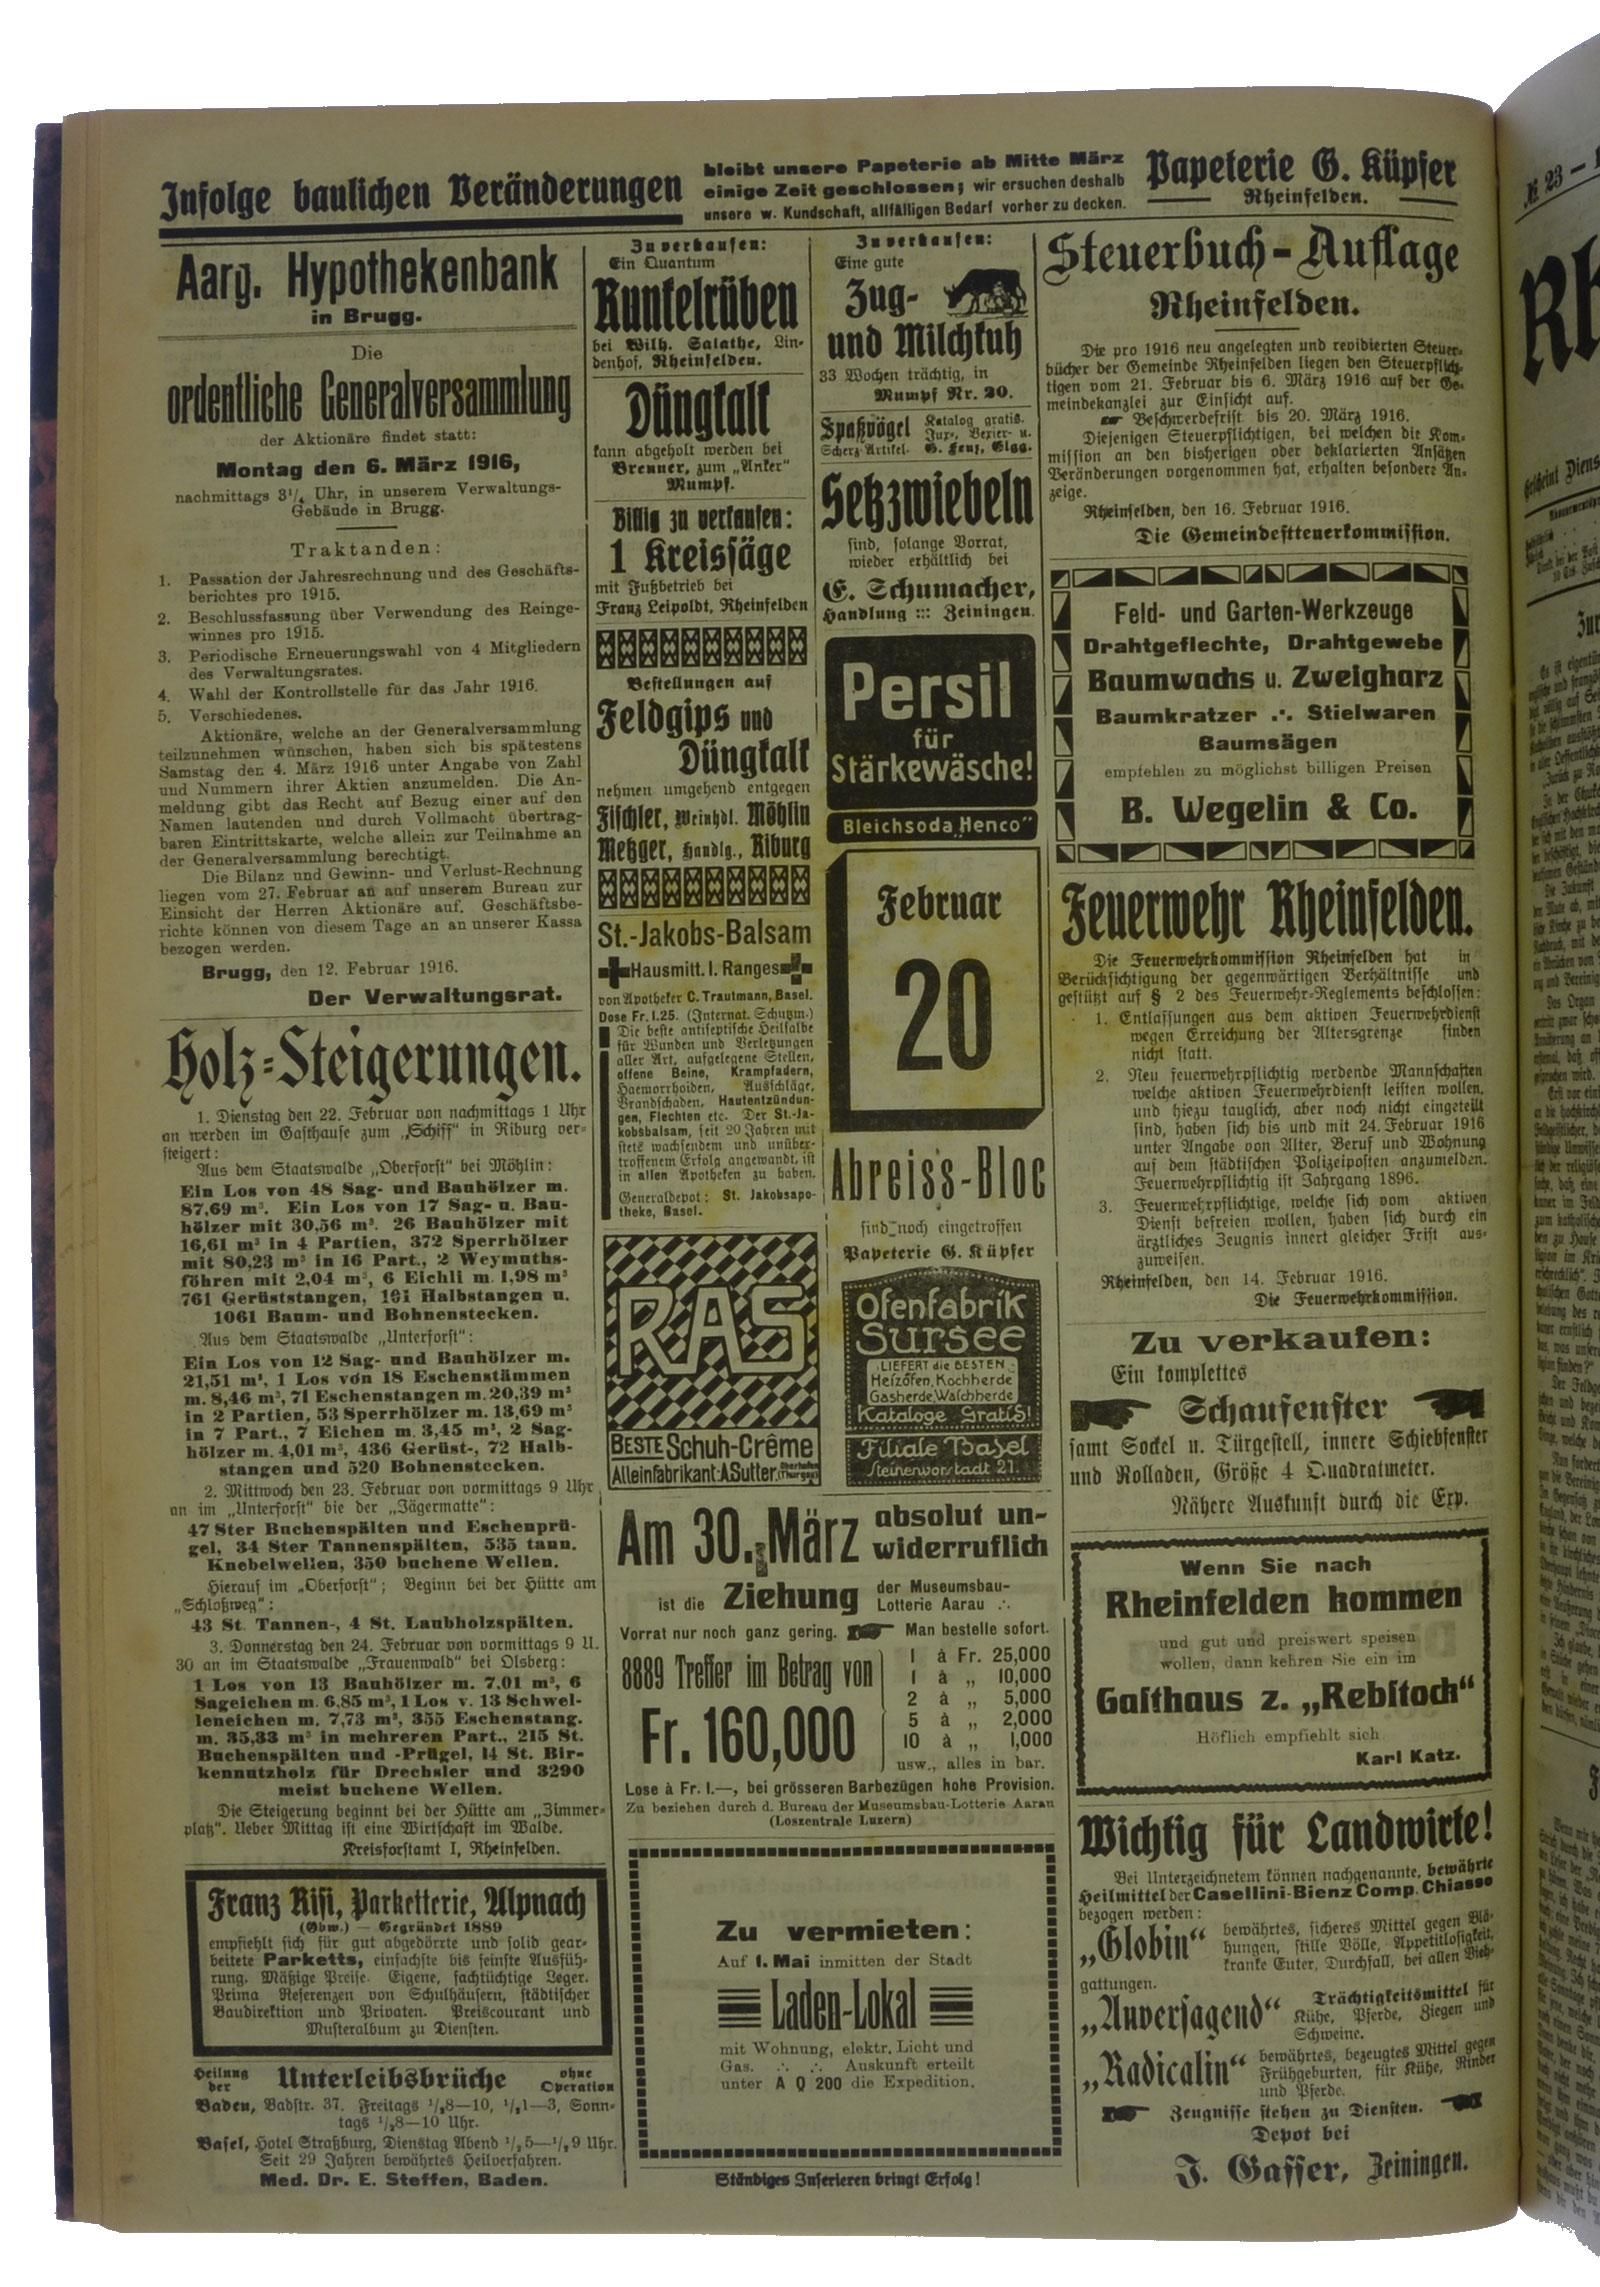 Infolge baulichen Veränderungen
bleibt unsere Papeterie ab Mitte März
einige Zeit geschlossen; wir ersuchen deshalb
unsere w. Kundschaft, allfälligen Bedarf vorher zu decken.
Papeterie G. Küpfer
Rheinfelden.
Aarg. Hypothekenbank
in Brugg.
Die
ordentliche Generalversammlung
der Aktionäre findet statt:
Montag den 6. März 1916,
nachmittags 3¼ Uhr, in unserem Verwaltungs-
Gebäude in Brugg.
Traktanden:
1. Passation der Jahresrechnung und des Geschäfts-
berichtes pro 1915.
2. Beschlussfassung über Verwendung des Reinge-
winnes pro 1915.
3. Periodische Erneuerungswahl von 4 Mitgliedern
des Verwaltungsrates.
4. Wahl der Kontrollstelle für das Jahr 1916.
5. Verschiedenes.
Aktionäre, welche an der Generalversammlung
teilzunehmen wünschen, haben sich bis spätestens
Samstag den 4. März 1916 unter Angabe von Zahl
und Nummern ihrer Aktien anzumelden. Die An-
meldung gibt das Recht auf Bezug einer auf den
Namen lautenden und durch Vollmacht übertrag-
baren Eintrittskarte, welche allein zur Teilnahme an
der Generalversammlung berechtigt.
Die Bilanz und Gewinn- und Verlust-Rechnung
liegen vom 27. Februar an auf unserem Bureau zur
Einsicht der Herren Aktionäre auf. Geschäftsbe-
richte können von diesem Tage an an unserer Kassa
bezogen werden.
Brugg, den 12. Februar 1916.
Der Verwaltungsrat.
Holz-Steigerungen.
1. Dienstag den 22. Februar von nachmittags 1 Uhr
an werden im Gasthause zum „Schiff" in Riburg ver-
steigert:
Aus dem Staatswalde „Oberforst" bei Möhlin:
Ein Los von 48 Sag- und Bauhölzer m.
87,69 m³. Ein Los von 17 Sag- u. Bau-
hölzer mit 30,56 m³. 26 Bauhölzer mit
16,61 m³ in 4 Partien, 372 Sperrhölzer
mit 80,23 m³ in 16 Part., 2 Weymuths-
föhren mit 2,04 m³, 6 Eichli m. 1,98 m³
761 Gerüststangen, 191 Halbstangen u.
1061 Baum- und Bohnenstecken.
Aus dem Staatswalde „Unterforst":
Ein Los von 12 Sag- und Bauhölzer m.
21,51 m³, 1 Los von 18 Eschenstämmen
m. 8,46 m³, 71 Eschenstangen m. 20,39 m³
in 2 Partien, 53 Sperrhölzer m. 13,69 m³
in 7 Part., 7 Eichen m. 3,45 m³, 2 Sag-
hölzer m. 4,01 m³, 436 Gerüst-, 72 Halb-
stangen und 520 Bohnenstecken.
2. Mittwoch den 23. Februar von vormittags 9 Uhr
an im „Unterforst" bie der „Jägermatte":
47 Ster Buchenspälten und Eschenprü-
gel, 34 Ster Tannenspälten, 535 tann.
Knebelwellen, 350 buchene Wellen.
Hierauf im „Oberforst"; Beginn bei der Hütte am
„Schloßweg":
43 St. Tannen-, 4 St. Laubholzspälten.
3. Donnerstag den 24. Februar von vormittags 9 U.
30 an im Staatswalde „Frauenwald" bei Olsberg:
1 Los von 13 Bauhölzer m. 7,01 m³, 6
Sageichen m. 6,85 m³, 1 Los v. 13 Schwel-
leneichen m. 7,73 m³, 355 Eschenstang.
m. 35,33 m³ in mehreren Part., 215 St.
Buchenspälten und -Prügel, 14 St. Bir-
kennutzholz für Drechsler und 3290
meist buchene Wellen.
Die Steigerung beginnt bei der Hütte am „Zimmer-
platz". Ueber Mittag ist eine Wirtschaft im Walde.
Kreisforstamt I, Rheinfelden.
Franz Risi, Parketterie, Alpnach
(Obw.) — Gegründet 1889
empfiehlt sich für gut abgedörrte und solid gear-
beitete Parketts, einfachste bis feinste Ausfüh-
rung. Mäßige Preise. Eigene, fachtüchtige Leger.
Prima Referenzen von Schulhäusern, städtischer
Baudirektion und Privaten. Preiscourant und
Musteralbum zu Diensten.
Heilung der Unterleibsbrüche ohne Operation
Baden, Badstr. 37. Freitags ½8—10, ½1—3, Sonn-
tags ½8—10 Uhr.
Basel, Hotel Straßburg, Dienstag Abend ½5—½9 Uhr.
Seit 29 Jahren bewährtes Heilverfahren.
Med. Dr. E. Steffen, Baden.
Zu verkaufen:
Ein Quantum
Runkelrüben
bei Wilh. Salathe, Lin-
denhof, Rheinfelden.
Düngkalk
kann abgeholt werden bei
Brenner, zum „Anker"
Mumpf.
Billig zu verkaufen:
1 Kreissäge
mit Fußbetrieb bei
Franz Leipoldt, Rheinfelden
Bestellungen auf
Feldgips und
Düngkalk
nehmen umgehend entgegen
Fischler, Weinhdl. Möhlin
Metzger, Handlg., Riburg
St.-Jakobs-Balsam
Hausmitt. I. Ranges
von Apotheker C. Trautmann, Basel.
Dose Fr. 1.25. (Internat. Schutzm.)
Die beste antiseptische Heilsalbe
für Wunden und Verletzungen
aller Art, aufgelegene Stellen,
offene Beine, Krampfadern,
Haemorrhoiden, Ausschläge,
Brandschaden, Hautentzündun-
gen, Flechten etc. Der St.-Ja-
kobsbalsam, seit 20 Jahren mit
stets wachsendem und unüber-
troffenem Erfolg angewandt, ist
in allen Apotheken zu haben.
Generaldepot: St. Jakobsapo-
theke, Basel.
RAS
BESTE Schuh-Crême
Alleinfabrikant: A. Sutter, Oberhofen (Thurgau)
Zu verkaufen:
Eine gute
Zug-
und Milchkuh
33 Wochen trächtig, in
Mumpf Nr. 20.
Spaßvögel Katalog gratis.
Jux-, Vexier- u.
Scherz-Artikel. G. Fenz, Glag.
Setzzwiebeln
sind, solange Vorrat,
wieder erhältlich bei
E. Schumacher,
Handlung ::: Zeiningen.
Persil
für
Stärkewäsche!
Bleichsoda „Henco"
Februar
20
Abreiss-Bloc
sind noch eingetroffen
Papeterie G. Küpfer
Ofenfabrik
Sursee
LIEFERT die BESTEN
Heizöfen, Kochherde
Gasherde, Waschherde
Kataloge Gratis!
Filiale Basel
Steinenvorstadt 21.
Am 30. März absolut un-
widerruflich
ist die Ziehung der Museumsbau-
Lotterie Aarau
Vorrat nur noch ganz gering. Man bestelle sofort.
8889 Treffer im Betrag von
Fr. 160,000
1 à Fr. 25,000
1 à „ 10,000
2 à „ 5,000
5 à „ 2,000
10 à „ 1,000
usw., alles in bar.
Lose à Fr. 1.—, bei grösseren Barbezügen hohe Provision.
Zu beziehen durch d. Bureau der Museumsbau-Lotterie Aarau
(Loszentrale Luzern)
Zu vermieten:
Auf 1. Mai inmitten der Stadt
Laden-Lokal
mit Wohnung, elektr. Licht und
Gas. Auskunft erteilt
unter A Q 200 die Expedition.
Ständiges Inserieren bringt Erfolg!
Steuerbuch-Auflage
Rheinfelden.
Die pro 1916 neu angelegten und revidierten Steuer-
bücher der Gemeinde Rheinfelden liegen den Steuerpflich-
tigen vom 21. Februar bis 6. März 1916 auf der Ge-
meindekanzlei zur Einsicht auf.
Beschwerdefrist bis 20. März 1916.
Diejenigen Steuerpflichtigen, bei welchen die Kom-
mission an den bisherigen oder deklarierten Ansätzen
Veränderungen vorgenommen hat, erhalten besondere An-
zeige.
Rheinfelden, den 16. Februar 1916.
Die Gemeindesttenerkommission.
Feld- und Garten-Werkzeuge
Drahtgeflechte, Drahtgewebe
Baumwachs u. Zweigharz
Baumkratzer Stielwaren
Baumsägen
empfehlen zu möglichst billigen Preisen
B. Wegelin & Co.
Feuerwehr Rheinfelden.
Die Feuerwehrkommission Rheinfelden hat in
Berücksichtigung der gegenwärtigen Verhältnisse und
gestützt auf § 2 des Feuerwehr-Reglements beschlossen:
1. Entlassungen aus dem aktiven Feuerwehrdienst
wegen Erreichung der Altersgrenze finden
nicht statt.
2. Neu feuerwehrpflichtig werdende Mannschaften
welche aktiven Feuerwehrdienst leisten wollen,
und hiezu tauglich, aber noch nicht eingeteilt
sind, haben sich bis und mit 24. Februar 1916
unter Angabe von Alter, Beruf und Wohnung
auf dem städtischen Polizeiposten anzumelden.
Feuerwehrpflichtig ist Jahrgang 1896.
3. Feuerwehrpflichtige, welche sich vom aktiven
Dienst befreien wollen, haben sich durch ein
ärztliches Zeugnis innert gleicher Frist aus-
zuweisen.
Rheinfelden, den 14. Februar 1916.
Die Feuerwehrkommission.
Zu verkaufen:
Ein komplettes
Schaufenster
samt Sockel u. Türgestell, innere Schiebfenster
und Rolladen, Größe 4 Quadratmeter.
Nähere Auskunft durch die Exp.
Wenn Sie nach
Rheinfelden kommen
und gut und preiswert speisen
wollen, dann kehren Sie ein im
Gasthaus z. „Rebstock"
Höflich empfiehlt sich
Karl Katz.
Wichtig für Landwirte!
Bei Unterzeichnetem können nachgenannte, bewährte
Heilmittel der Casellini-Bienz Comp. Chiasso
bezogen werden:
„Globin" bewährtes, sicheres Mittel gegen Blä-
hungen, stille Völle, Appetitlosigkeit,
kranke Euter, Durchfall, bei allen Vieh-
gattungen.
„Anversagend" Trächtigkeitsmittel für
Kühe, Pferde, Ziegen und
Schweine.
„Radicalin" bewährtes, bezeugtes Mittel gegen
Frühgeburten, für Kühe, Rinder
und Pferde.
Zeugnisse stehen zu Diensten.
Depot bei
J. Gasser, Zeiningen.
№ 23
Erscheint Diens